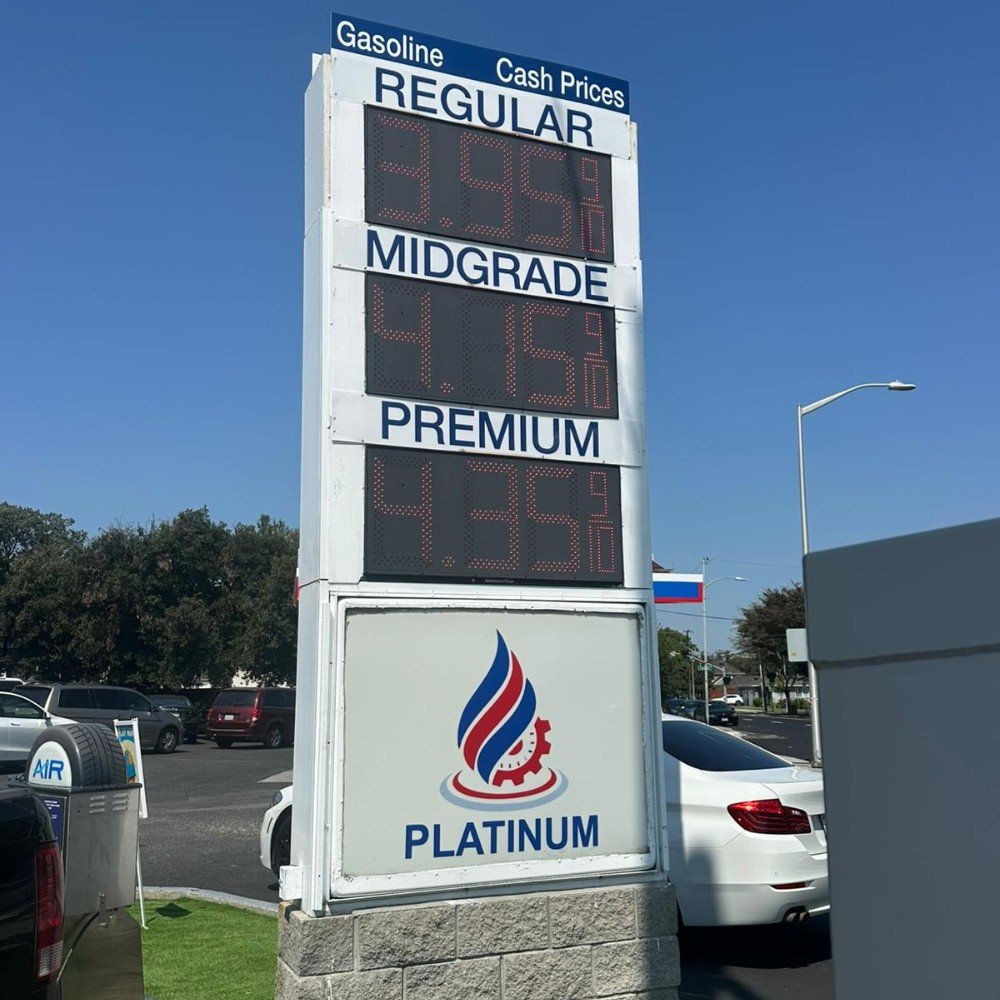 Gasoline Cash Prices
REGULAR
3.95 9/10
MIDGRADE
4.15 9/10
PREMIUM
4.35 9/10
PLATINUM
AIR